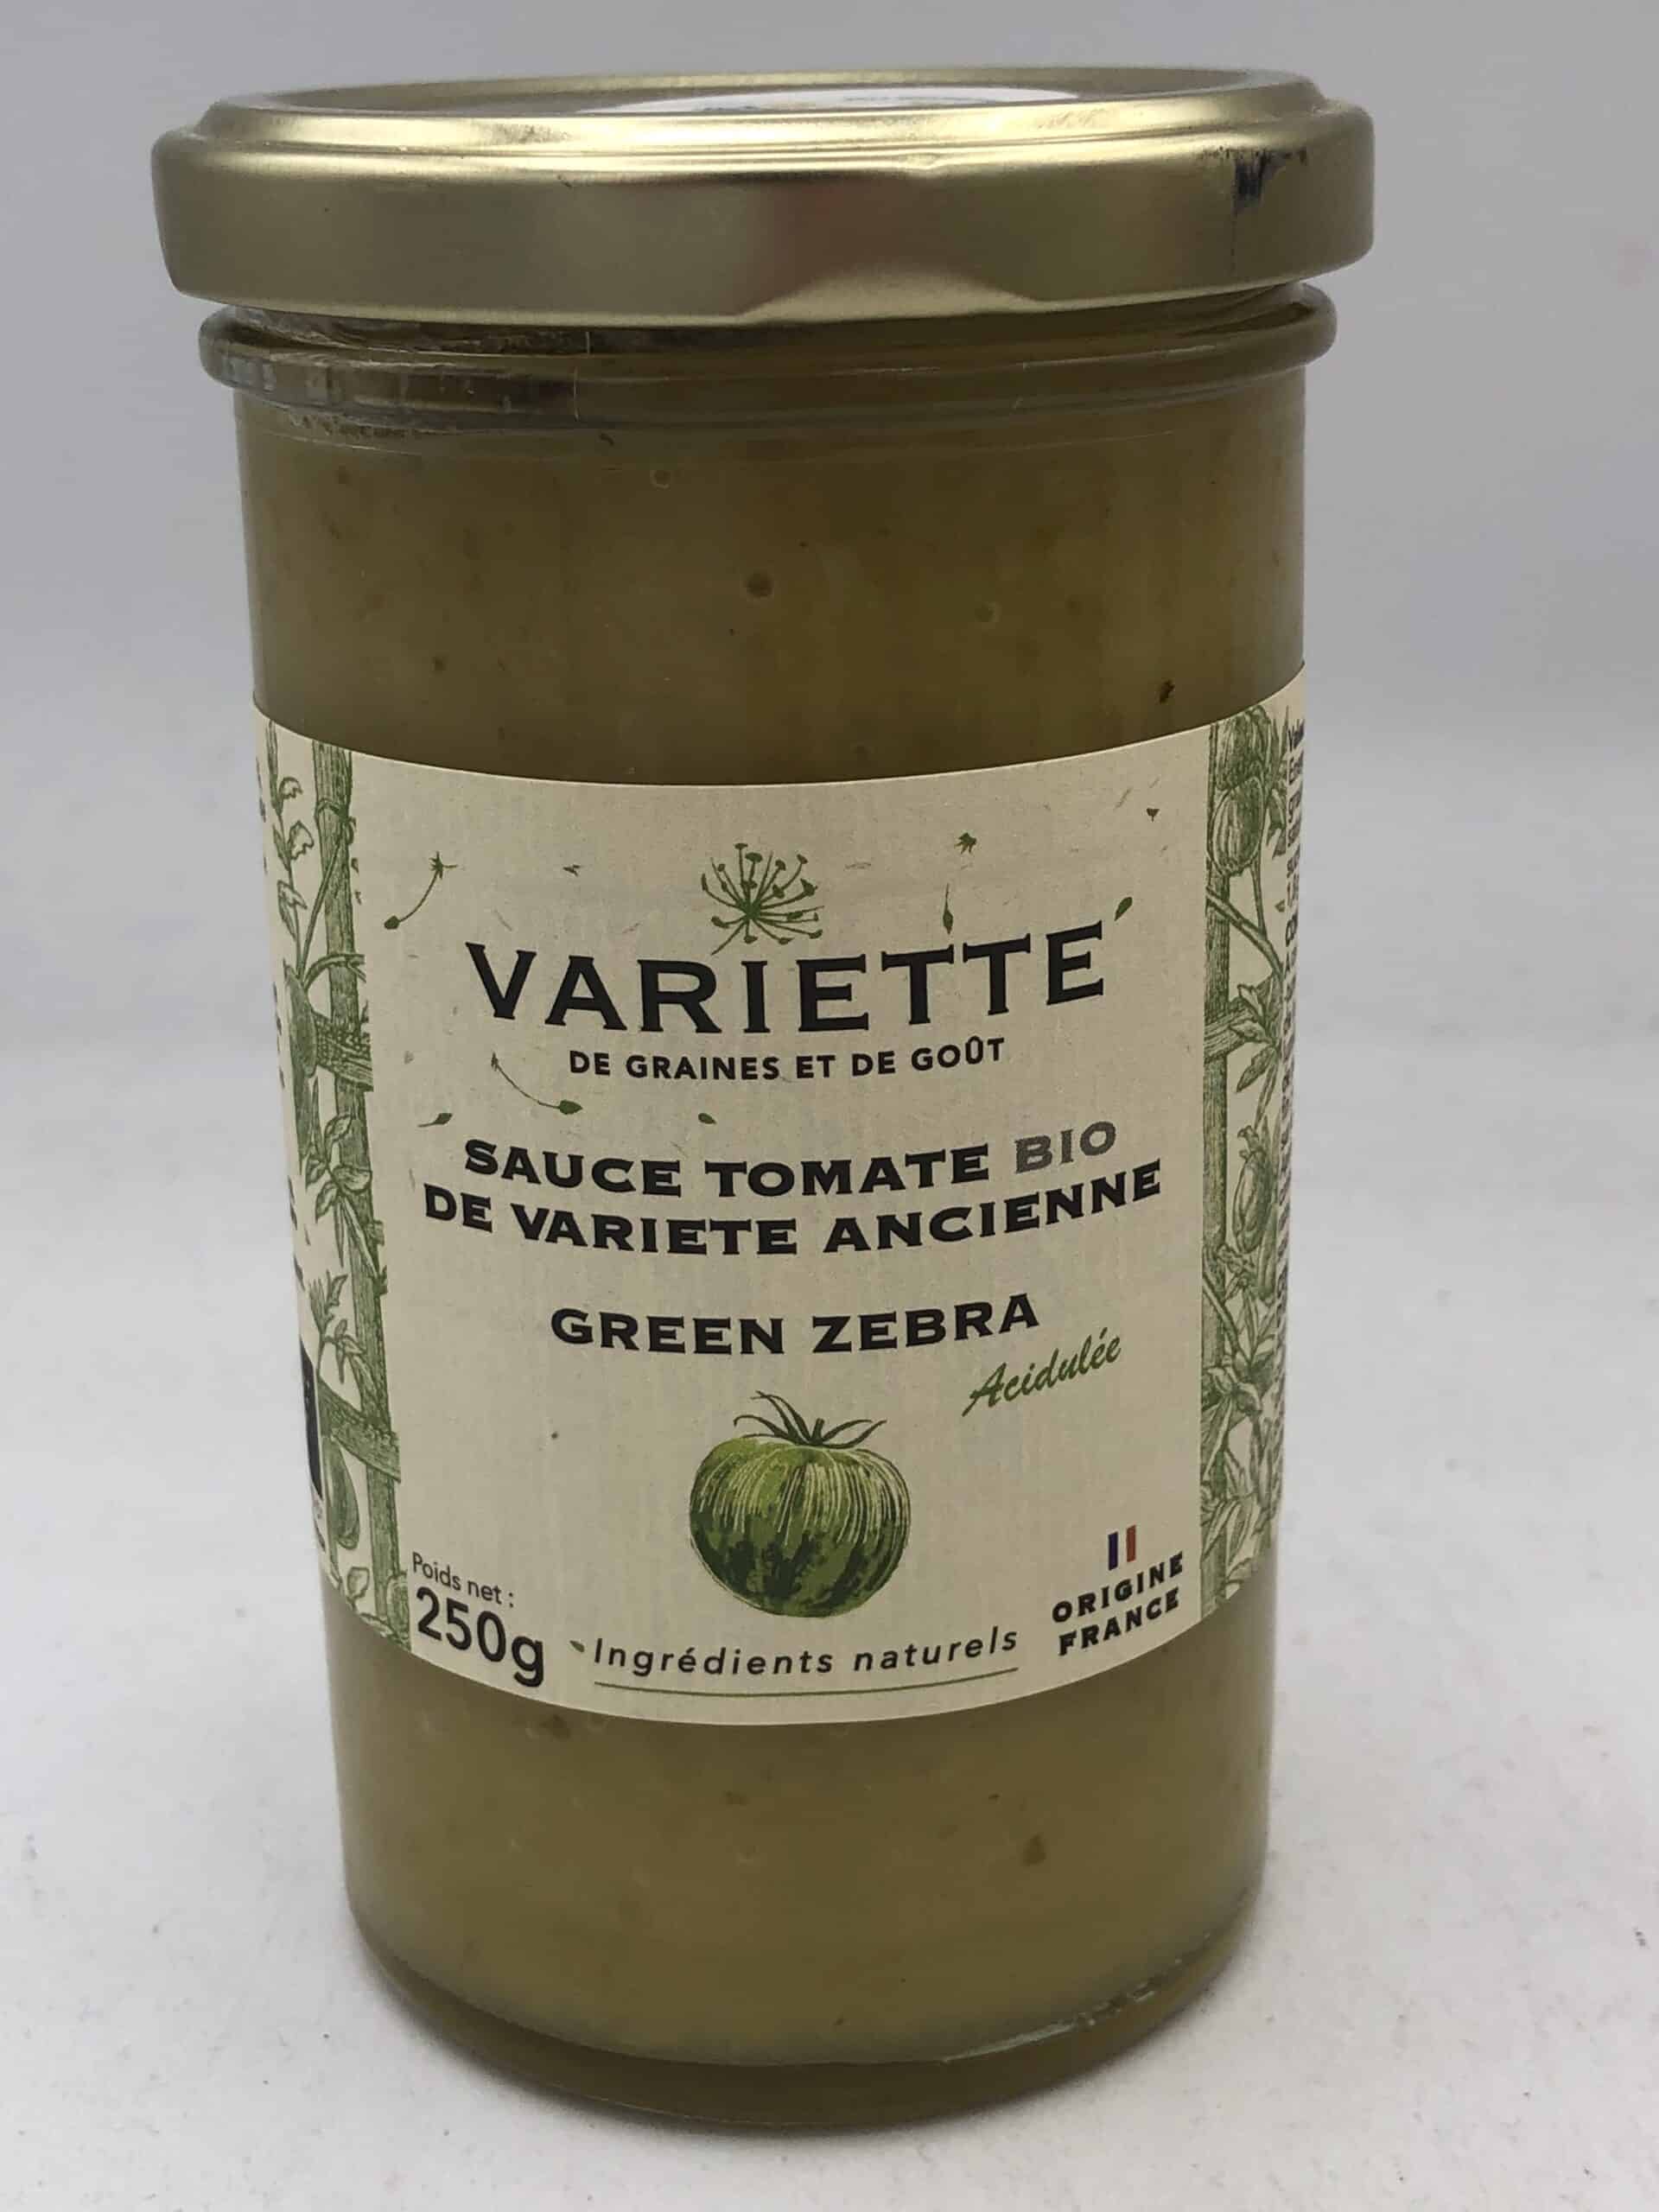 VARIETTE
DE GRAINES ET DE GOÛT
SAUCE TOMATE BIO
DE VARIETE ANCIENNE
GREEN ZEBRA
Acidulée
Poids net :
250g
Ingrédients naturels
ORIGINE
FRANCE